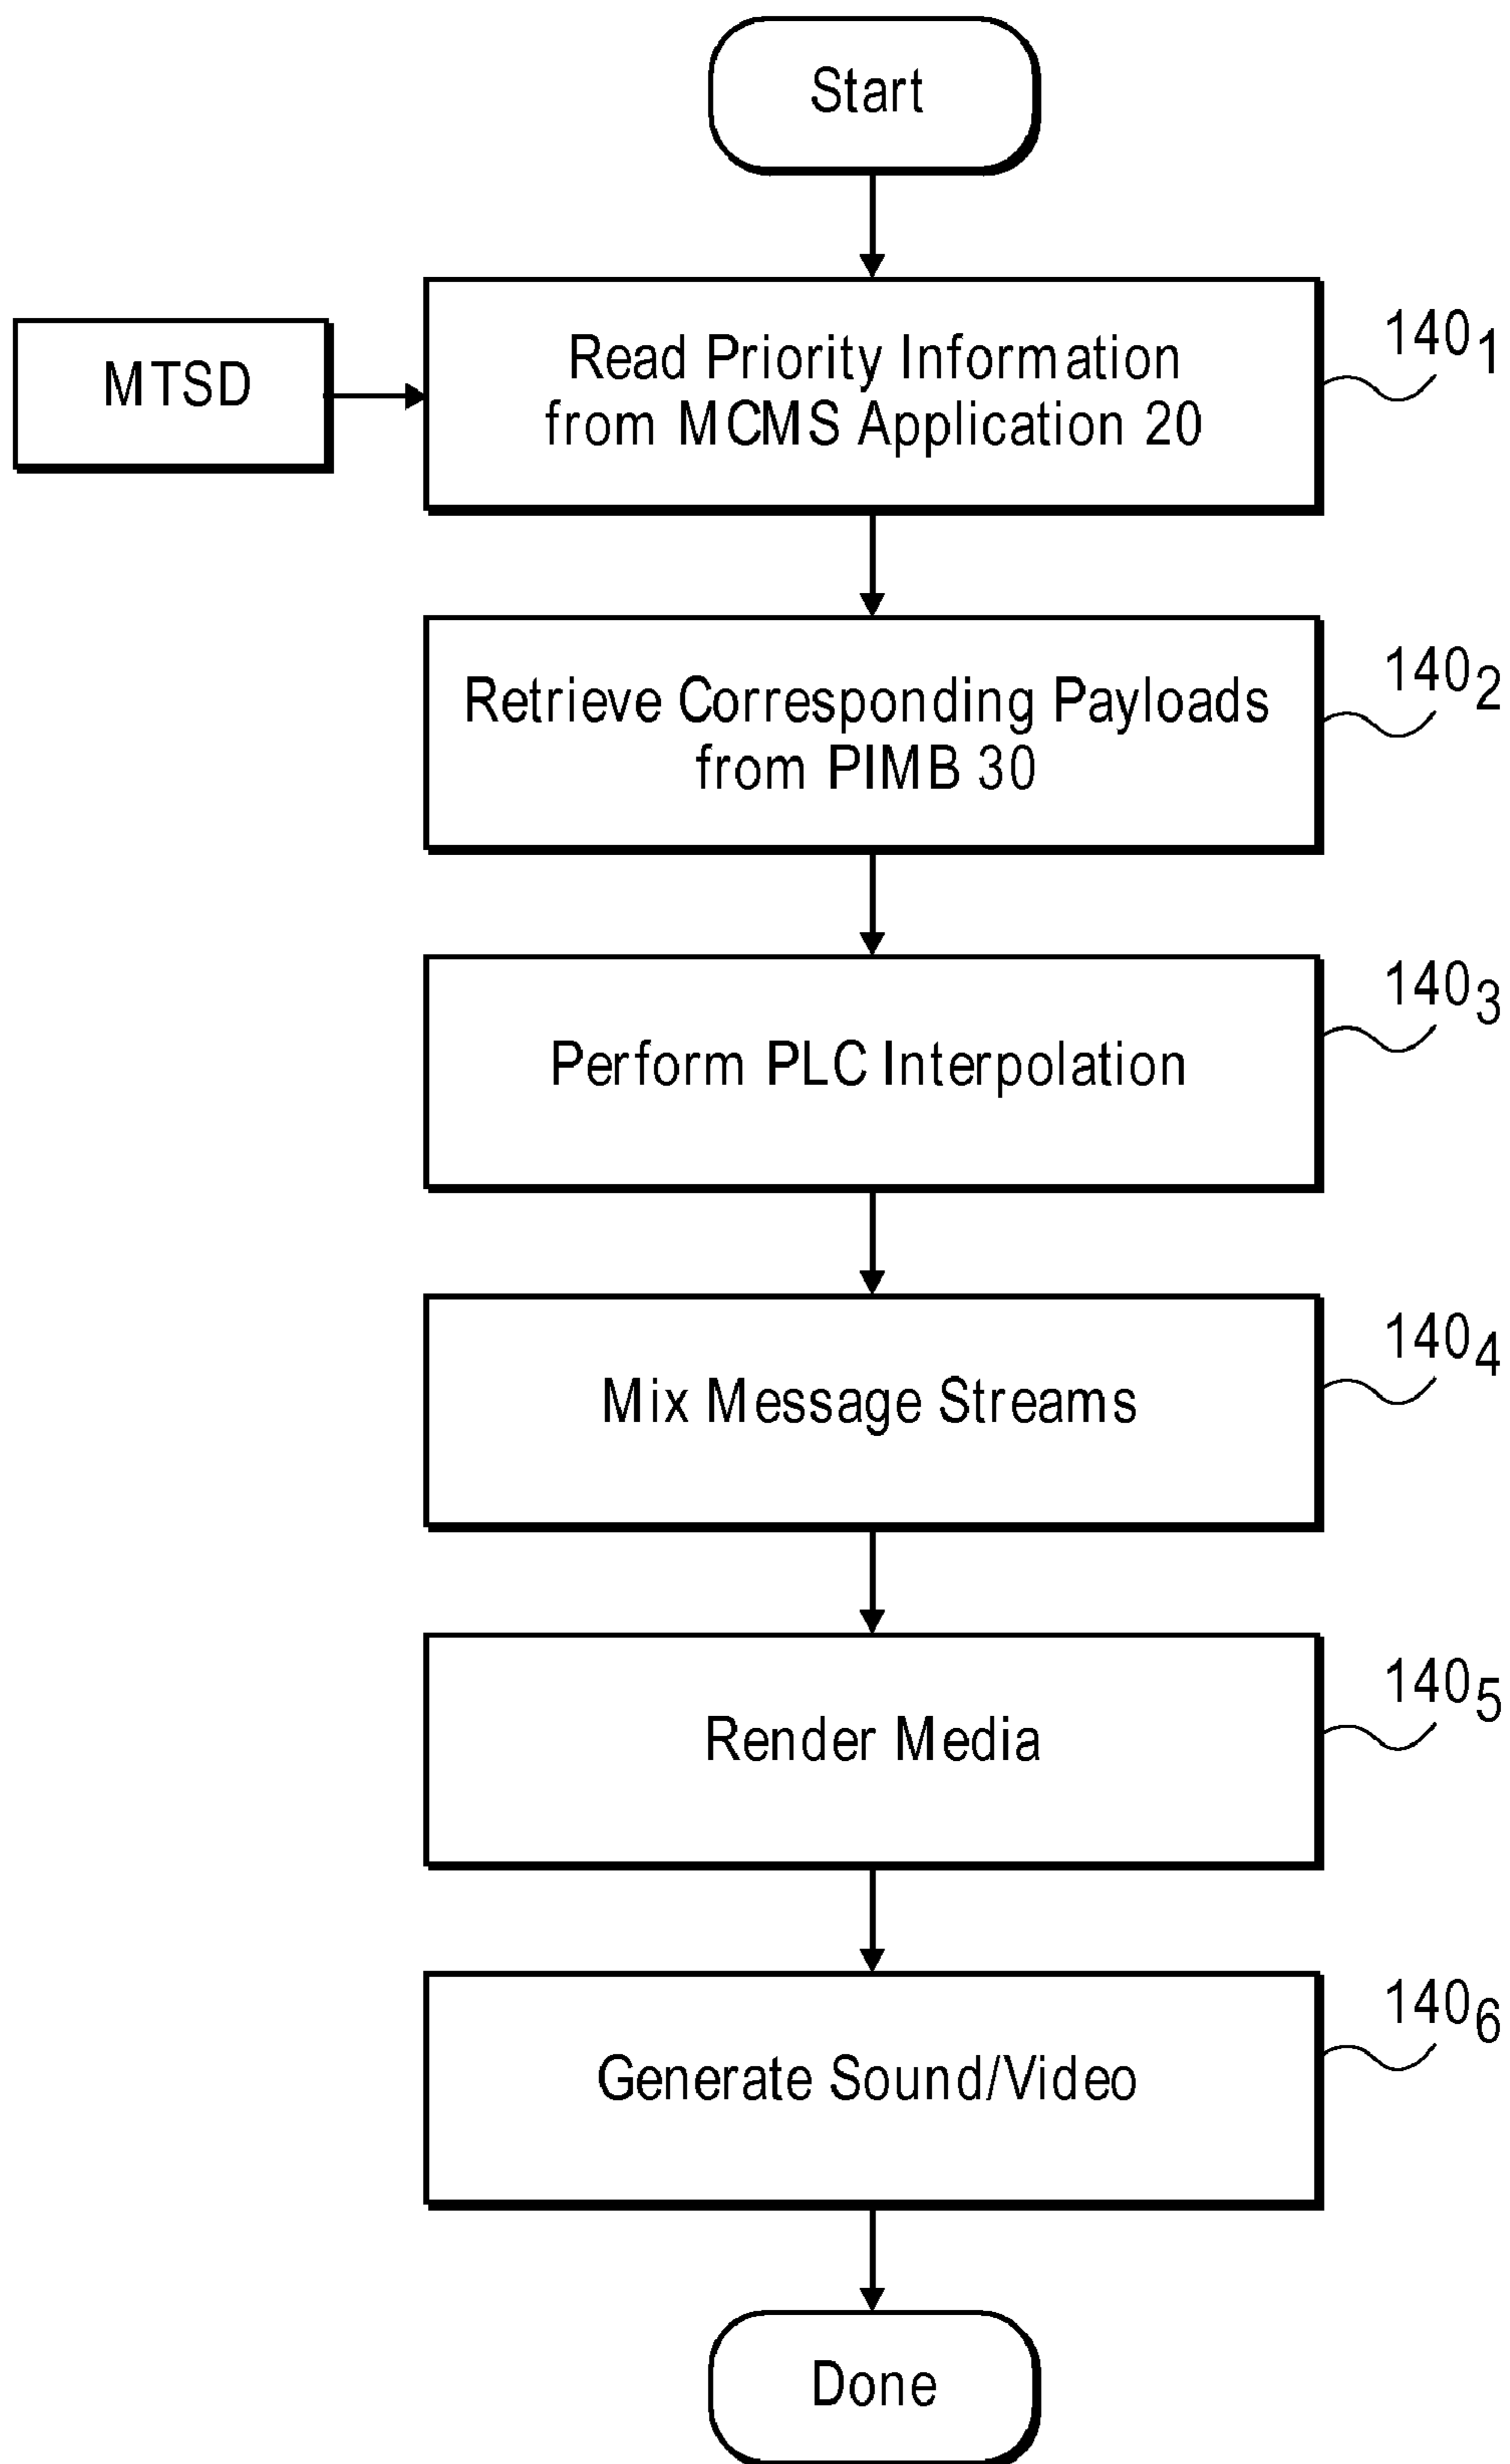 Start
MTSD
Read Priority Information
from MCMS Application 20
140₁
Retrieve Corresponding Payloads
from PIMB 30
140₂
Perform PLC Interpolation
140₃
Mix Message Streams
140₄
Render Media
140₅
Generate Sound/Video
140₆
Done